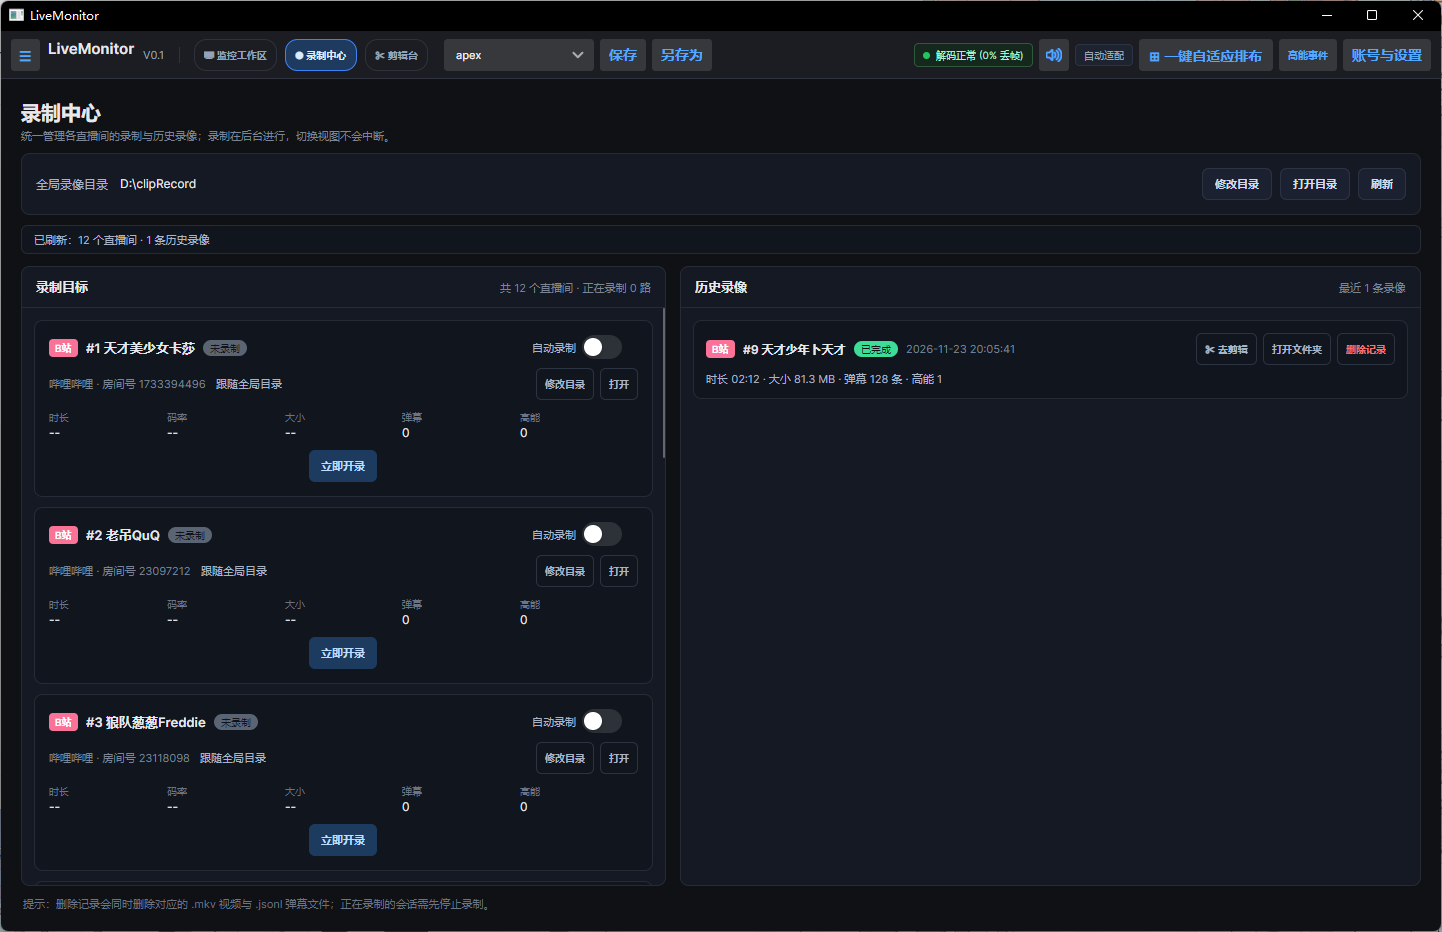 LiveMonitor
LiveMonitor V0.1 监控工作区 录制中心 剪辑台 apex 保存 另存为 解码正常 (0% 丢帧) 自动适配 一键自适应排布 高能事件 账号与设置
录制中心
统一管理各直播间的录制与历史录像；录制在后台进行，切换视图不会中断。
全局录像目录 D:\clipRecord 修改目录 打开目录 刷新
已刷新：12 个直播间 · 1 条历史录像
录制目标 共 12 个直播间 · 正在录制 0 路
B站 #1 天才美少女卡莎 未录制 自动录制
哔哩哔哩 · 房间号 1733394496 跟随全局目录 修改目录 打开
时长 码率 大小 弹幕 高能
-- -- -- 0 0
立即开录
B站 #2 老吊QuQ 未录制 自动录制
哔哩哔哩 · 房间号 23097212 跟随全局目录 修改目录 打开
时长 码率 大小 弹幕 高能
-- -- -- 0 0
立即开录
B站 #3 狼队葱葱Freddie 未录制 自动录制
哔哩哔哩 · 房间号 23118098 跟随全局目录 修改目录 打开
时长 码率 大小 弹幕 高能
-- -- -- 0 0
立即开录
历史录像 最近 1 条录像
B站 #9 天才少年卜天才 已完成 2026-11-23 20:05:41 去剪辑 打开文件夹 删除记录
时长 02:12 · 大小 81.3 MB · 弹幕 128 条 · 高能 1
提示：删除记录会同时删除对应的 .mkv 视频与 .jsonl 弹幕文件；正在录制的会话需先停止录制。